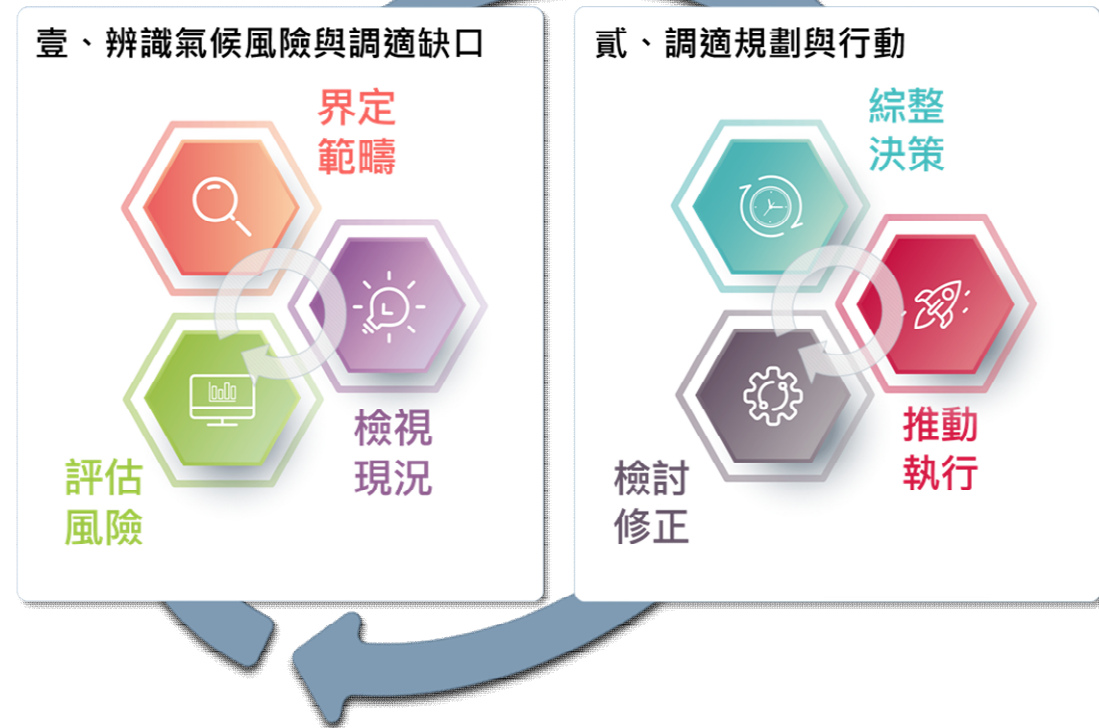 壹、辨識氣候風險與調適缺口
界定
範疇
檢視
現況
評估
風險
貳、調適規劃與行動
綜整
決策
推動
執行
檢討
修正